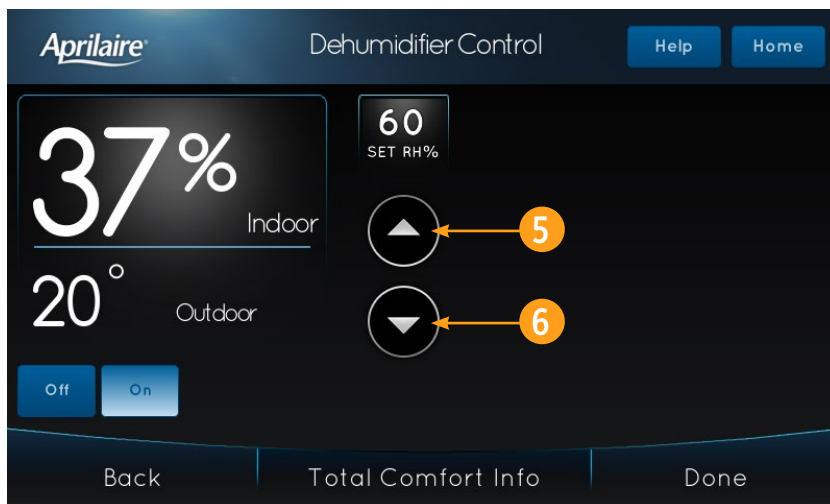 Aprilaire®
Dehumidifier Control
Help
Home
37%
Indoor
20°
Outdoor
60
SET RH%
5
6
Off
On
Back
Total Comfort Info
Done